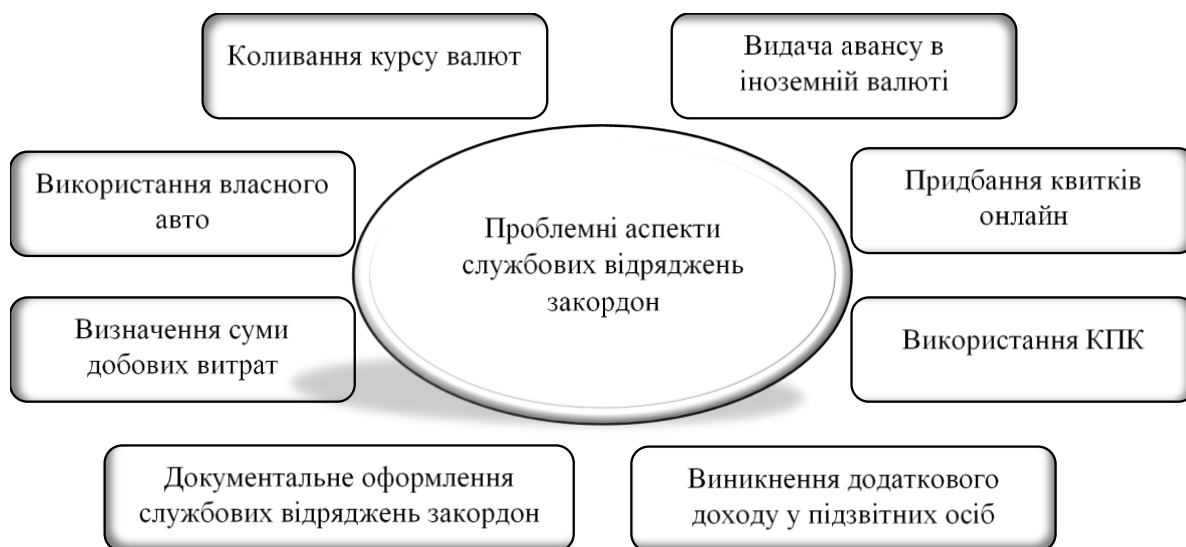 Коливання курсу валют
Видача авансу в
іноземній валюті
Використання власного
авто
Придбання квитків
онлайн
Проблемні аспекти
службових відряджень
закордон
Визначення суми
добових витрат
Використання КПК
Документальне оформлення
службових відряджень закордон
Виникнення додаткового
доходу у підзвітних осіб